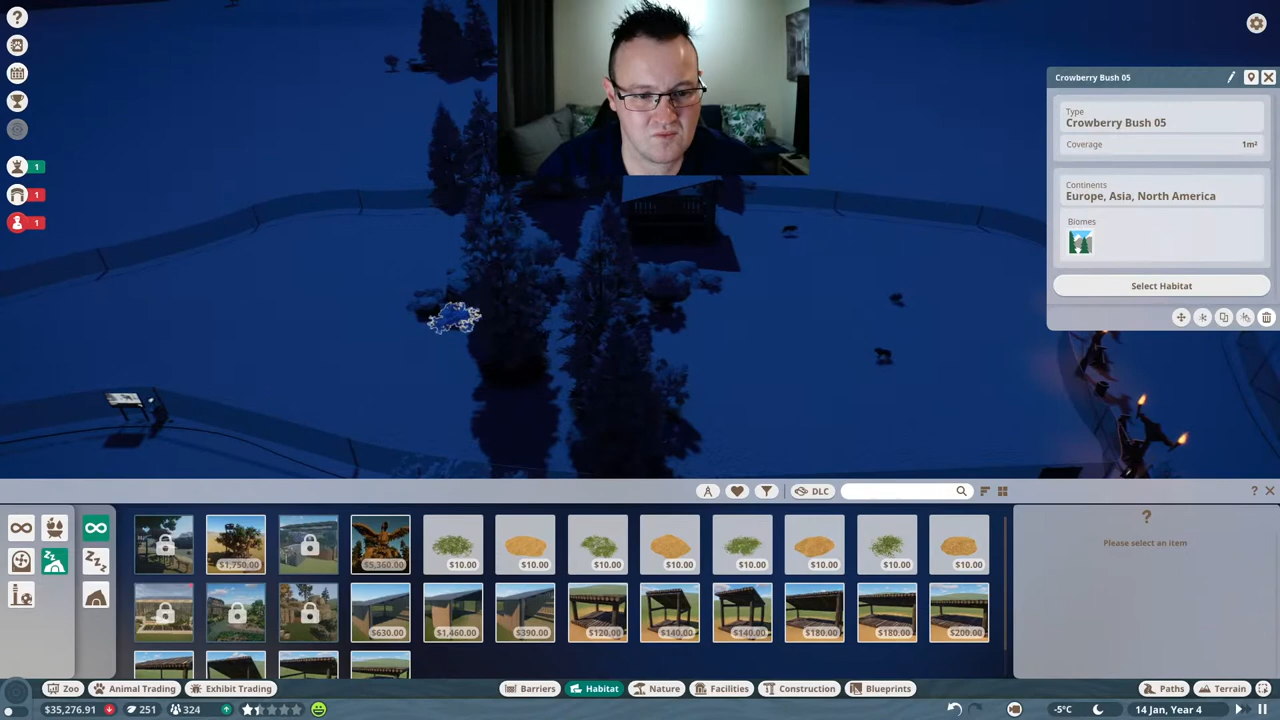 Crowberry Bush 05
Type
Crowberry Bush 05
Coverage 1m²
Continents
Europe, Asia, North America
Biomes
Select Habitat
1
1
1
DLC
Please select an item
$1,750.00 $5,360.00 $10.00 $10.00 $10.00 $10.00 $10.00 $10.00 $10.00 $10.00
$630.00 $1,460.00 $390.00 $120.00 $140.00 $140.00 $180.00 $180.00 $200.00
Zoo Animal Trading Exhibit Trading Barriers Habitat Nature Facilities Construction Blueprints Paths Terrain
$35,276.91 251 324 -5°C 14 Jan, Year 4